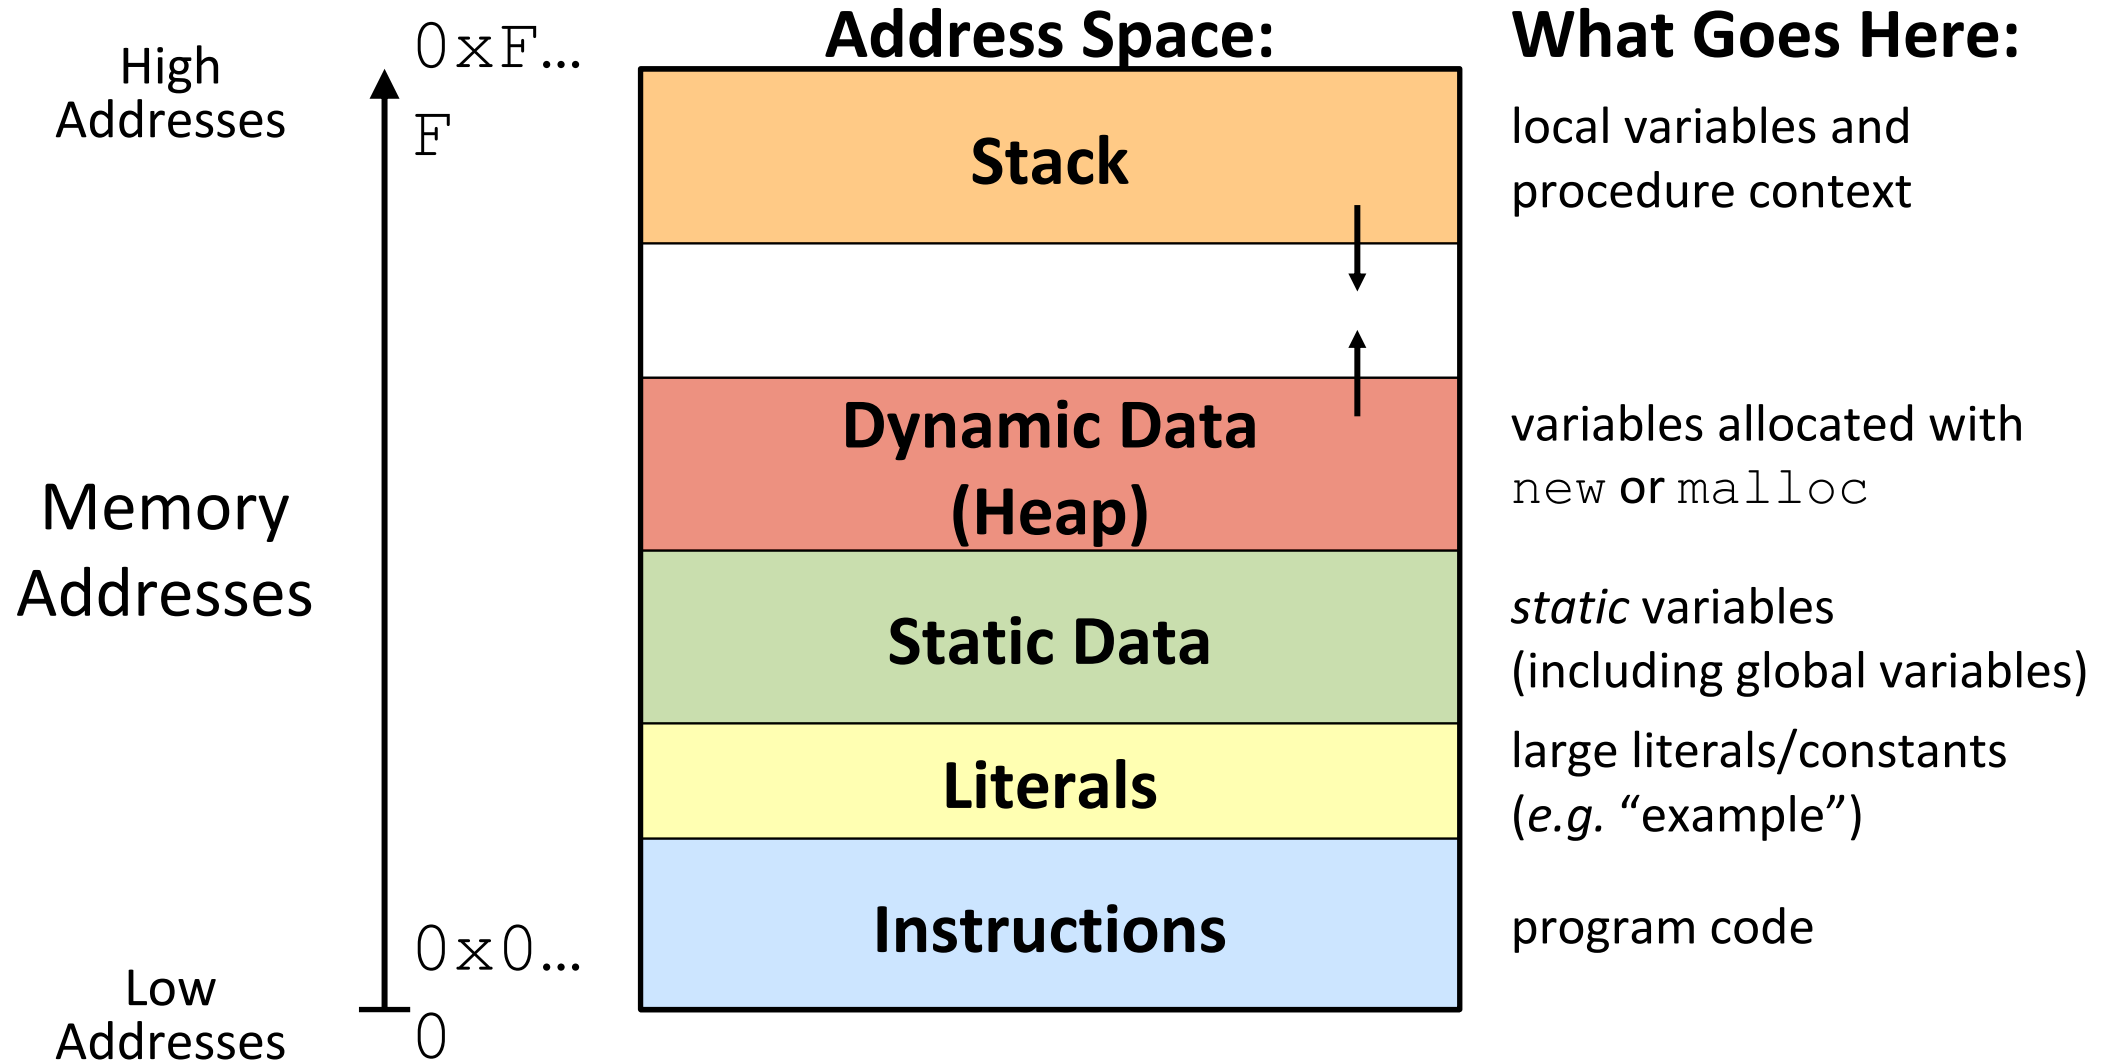 Address Space:
What Goes Here:
High
Addresses
0xF…
F
Stack
local variables and
procedure context
Memory
Addresses
Dynamic Data
(Heap)
variables allocated with
new or malloc
Static Data
static variables
(including global variables)
Literals
large literals/constants
(e.g. “example”)
Instructions
program code
Low
Addresses
0x0…
0